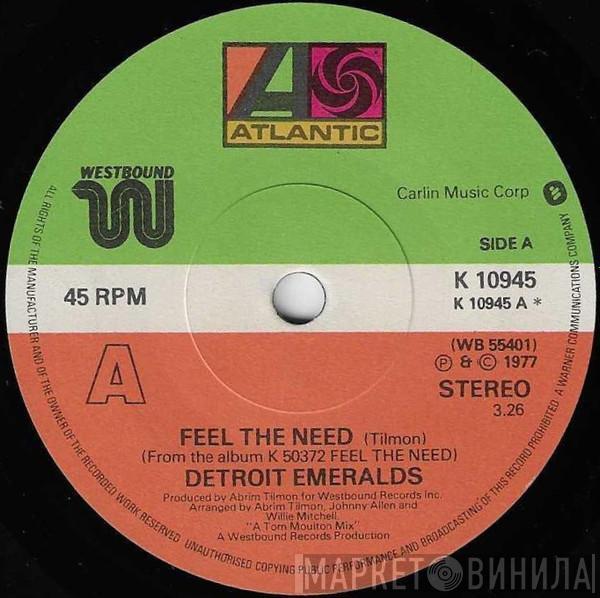 ATLANTIC
WESTBOUND
Carlin Music Corp
SIDE A
45 RPM
K 10945
K 10945 A *
(WB 55401)
Ⓟ & © 1977
STEREO
3.26
A
FEEL THE NEED (Tilmon)
(From the album K 50372 FEEL THE NEED)
DETROIT EMERALDS
Produced by Abrim Tilmon for Westbound Records Inc.
Arranged by Abrim Tilmon, Johnny Allen and
Willie Mitchell.
"A Tom Moulton Mix"
A Westbound Records Production
ALL RIGHTS OF THE MANUFACTURER AND OF THE OWNER OF THE RECORDED WORK RESERVED. UNAUTHORISED COPYING PUBLIC PERFORMANCE AND BROADCASTING OF THIS RECORD PROHIBITED. A WARNER COMMUNICATIONS COMPANY
МАРКЕТ ВИНИЛА